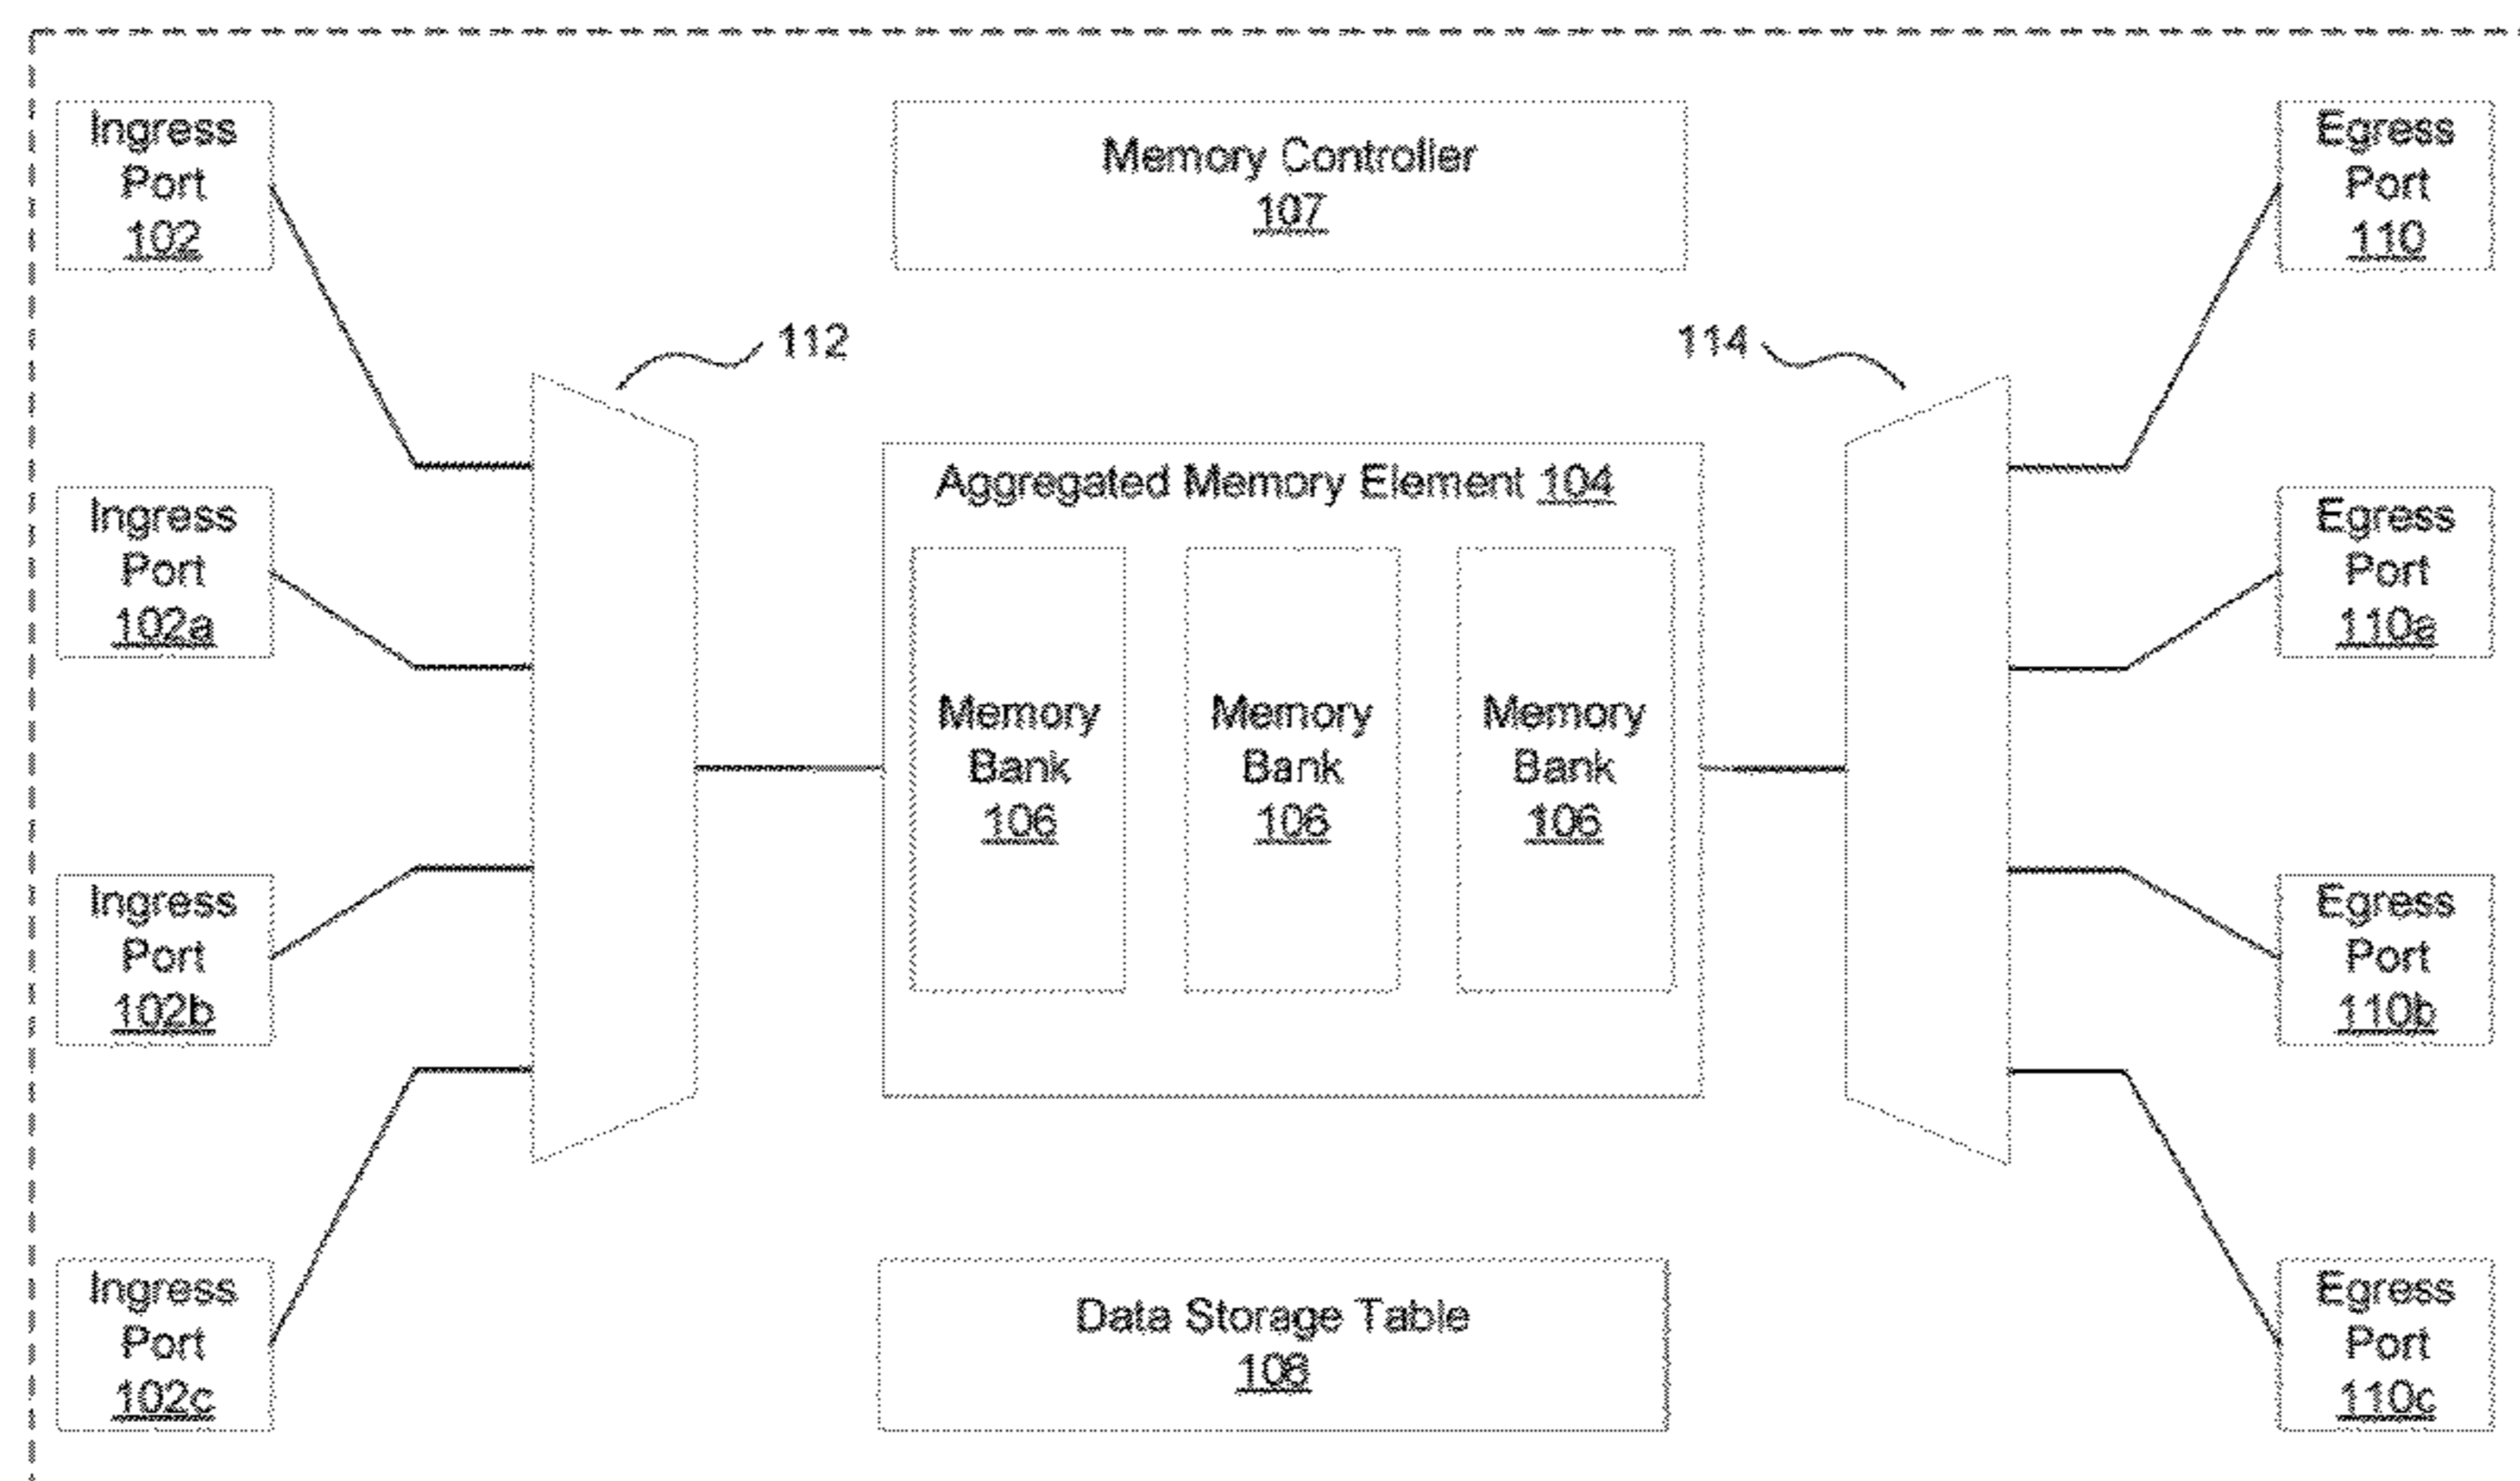 Ingress
Port
102
Memory Controller
107
Egress
Port
110
112
114
Ingress
Port
102a
Aggregated Memory Element 104
Egress
Port
110a
Memory
Bank
106
Memory
Bank
106
Memory
Bank
106
Ingress
Port
102b
Egress
Port
110b
Ingress
Port
102c
Data Storage Table
108
Egress
Port
110c